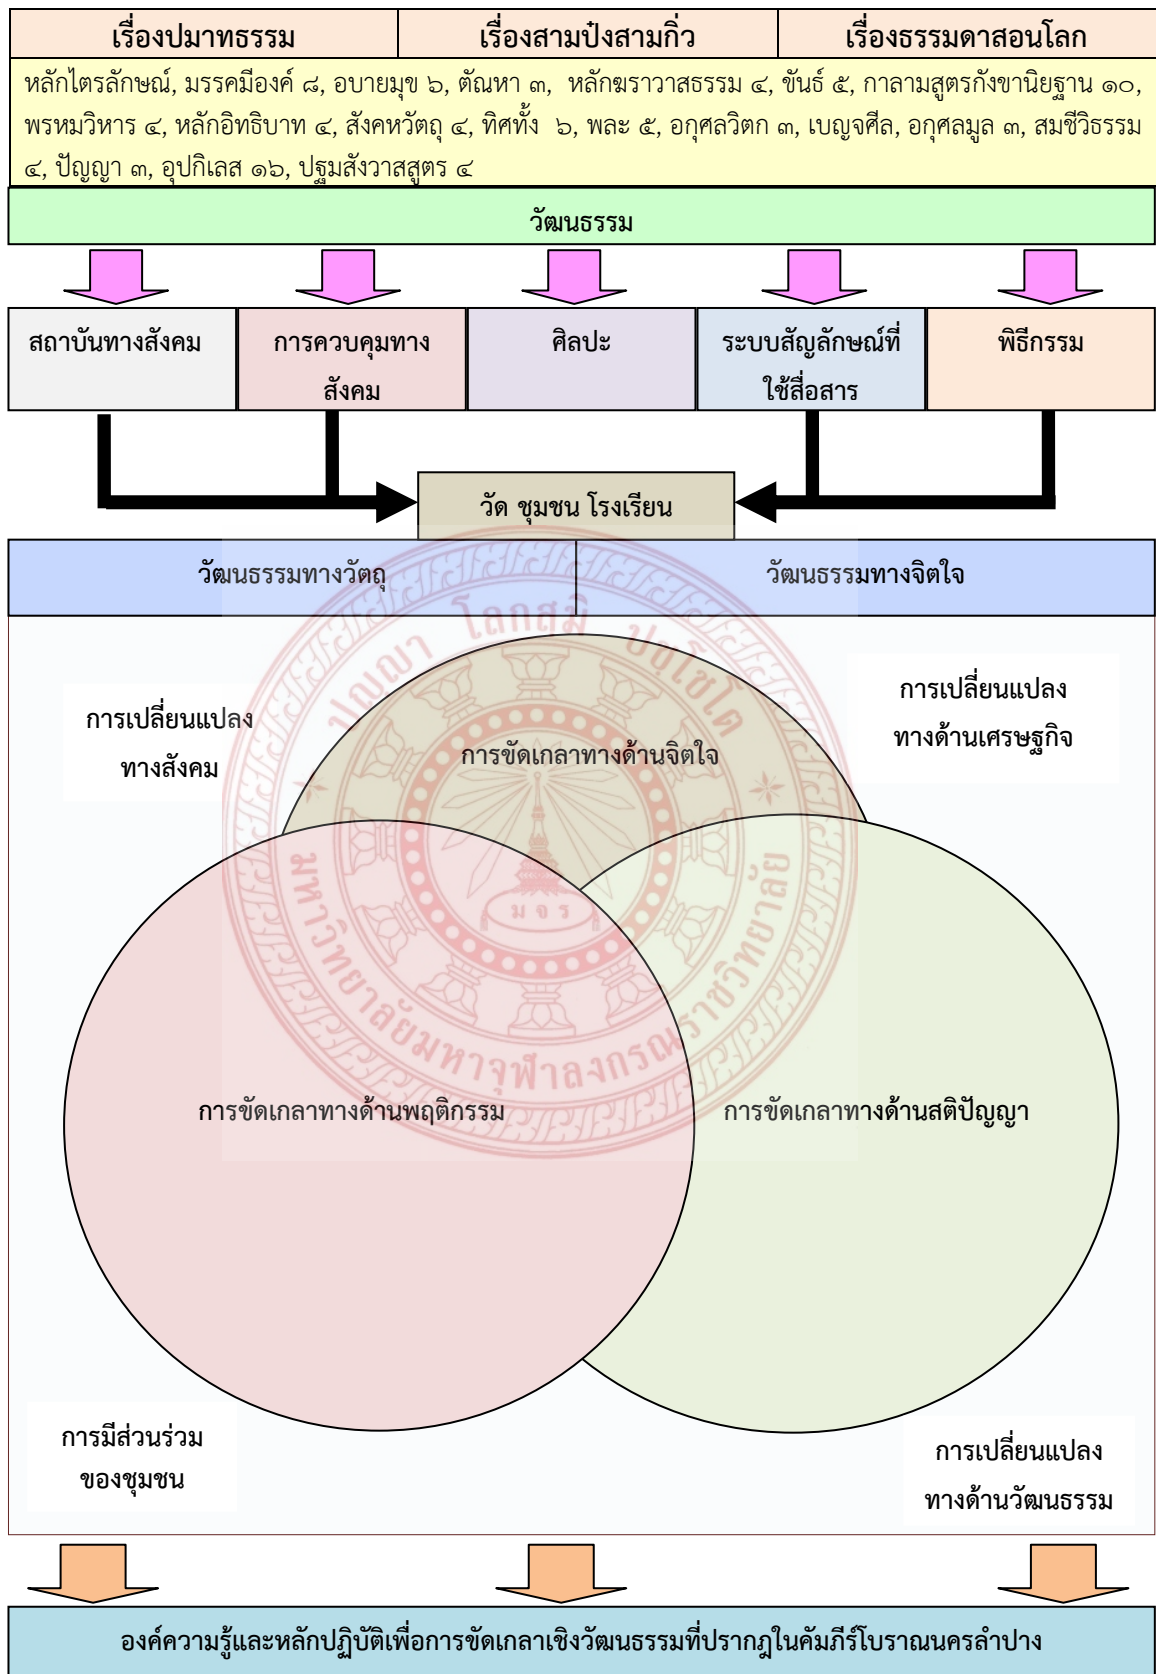 เรื่องปมาทธรรม
เรื่องสามป๋งสามกิ่ว
เรื่องธรรมดาสอนโลก
หลักไตรลักษณ์, มรรคมีองค์ ๘, อบายมุข ๖, ตัณหา ๓, หลักฆราวาสธรรม ๔, ขันธ์ ๕, กาลามสูตรกังขานิยฐาน ๑๐,
พรหมวิหาร ๔, หลักอิทธิบาท ๔, สังคหวัตถุ ๔, ทิศทั้ง ๖, พละ ๕, อกุศลวิตก ๓, เบญจศีล, อกุศลมูล ๓, สมชีวิธรรม
๔, ปัญญา ๓, อุปกิเลส ๑๖, ปฐมสังวาสสูตร ๔
วัฒนธรรม
สถาบันทางสังคม
การควบคุมทาง
สังคม
ศิลปะ
ระบบสัญลักษณ์ที่
ใช้สื่อสาร
พิธีกรรม
วัด ชุมชน โรงเรียน
วัฒนธรรมทางวัตถุ
วัฒนธรรมทางจิตใจ
ปญญา โลกสฺมิ ปชฺโชโต
การเปลี่ยนแปลง
ทางสังคม
การเปลี่ยนแปลง
ทางด้านเศรษฐกิจ
การขัดเกลาทางด้านจิตใจ
ม จ ร
มหาวิทยาลัยมหาจุฬาลงกรณราชวิทยาลัย
การขัดเกลาทางด้านพฤติกรรม
การขัดเกลาทางด้านสติปัญญา
การมีส่วนร่วม
ของชุมชน
การเปลี่ยนแปลง
ทางด้านวัฒนธรรม
องค์ความรู้และหลักปฏิบัติเพื่อการขัดเกลาเชิงวัฒนธรรมที่ปรากฎในคัมภีร์โบราณนครลำปาง